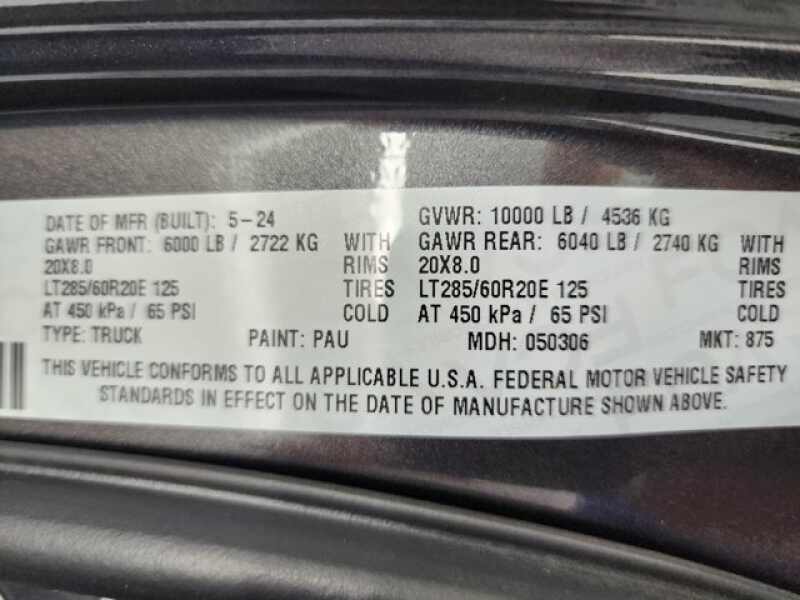 DATE OF MFR (BUILT): 5-24 GVWR: 10000 LB / 4536 KG
GAWR FRONT: 6000 LB / 2722 KG WITH GAWR REAR: 6040 LB / 2740 KG WITH
20X8.0 RIMS 20X8.0 RIMS
LT285/60R20E 125 TIRES LT285/60R20E 125 TIRES
AT 450 kPa / 65 PSI COLD AT 450 kPa / 65 PSI COLD
TYPE: TRUCK PAINT: PAU MDH: 050306 MKT: 875
THIS VEHICLE CONFORMS TO ALL APPLICABLE U.S.A. FEDERAL MOTOR VEHICLE SAFETY
STANDARDS IN EFFECT ON THE DATE OF MANUFACTURE SHOWN ABOVE.